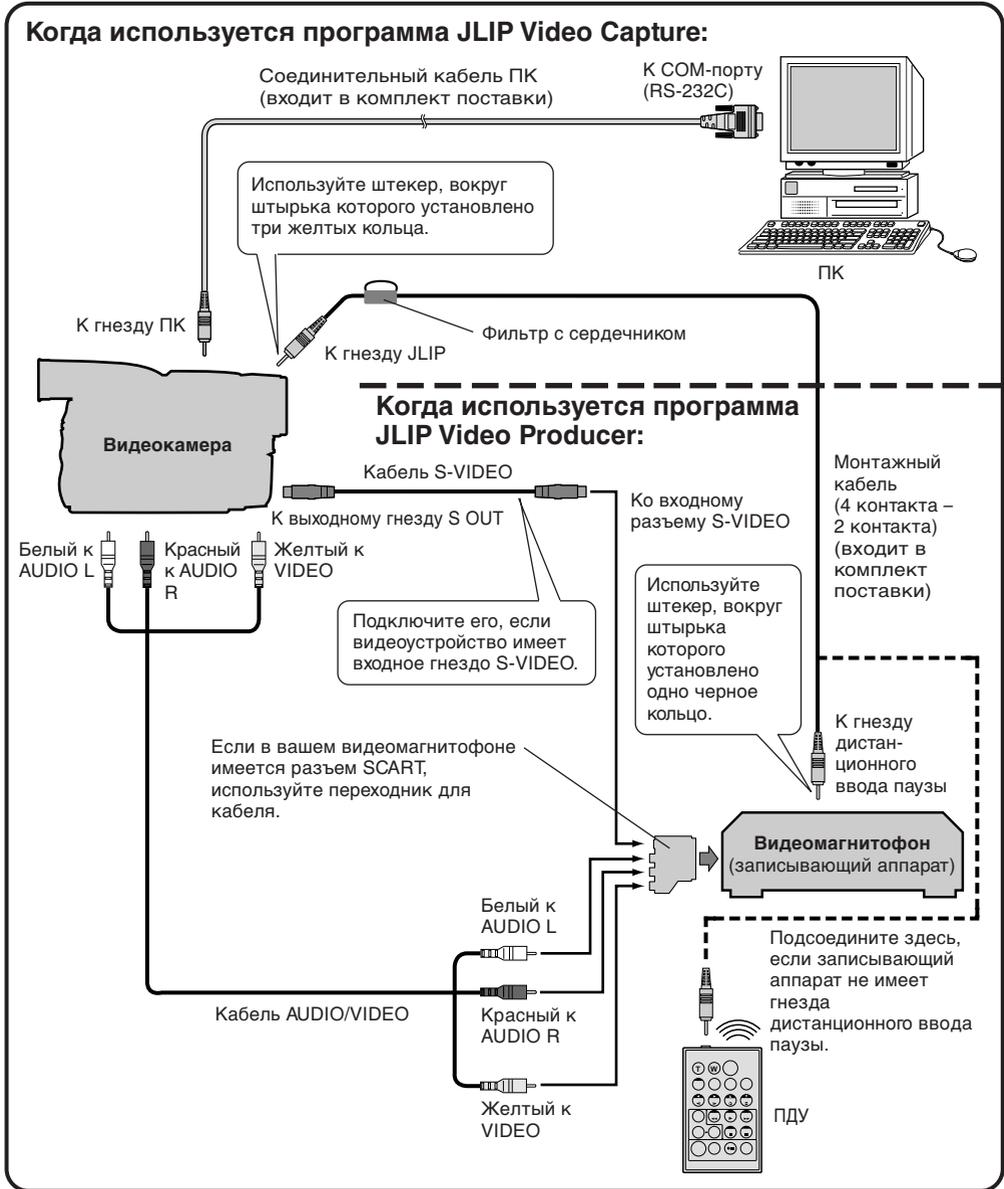 Когда используется программа JLIP Video Capture:
Соединительный кабель ПК
(входит в комплект поставки)
К COM-порту
(RS-232C)
Используйте штекер, вокруг
штырька которого установлено
три желтых кольца.
ПК
К гнезду ПК
Фильтр с сердечником
К гнезду JLIP
Когда используется программа
JLIP Video Producer:
Видеокамера
Кабель S-VIDEO
К выходному гнезду S OUT
Ко входному
разъему S-VIDEO
Монтажный
кабель
(4 контакта –
2 контакта)
(входит в
комплект
поставки)
Белый к
AUDIO L
Красный
к AUDIO
R
Желтый к
VIDEO
Подключите его, если
видеоустройство имеет
входное гнездо S-VIDEO.
Используйте
штекер, вокруг
штырька
которого
установлено
одно черное
кольцо.
К гнезду
дистан-
ционного
ввода паузы
Если в вашем видеомагнитофоне
имеется разъем SCART,
используйте переходник для
кабеля.
Видеомагнитофон
(записывающий аппарат)
Белый к
AUDIO L
Кабель AUDIO/VIDEO
Красный к
AUDIO R
Желтый к
VIDEO
Подсоедините здесь,
если записывающий
аппарат не имеет
гнезда
дистанционного ввода
паузы.
T W
ПДУ